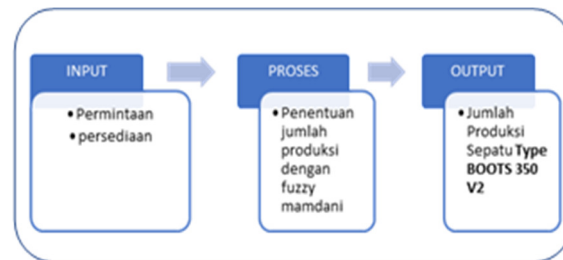 INPUT
• Permintaan
• persediaan
PROSES
• Penentuan
jumlah
produksi
dengan
fuzzy
mamdani
OUTPUT
• Jumlah
Produksi
Sepatu Type
BOOTS 350
V2